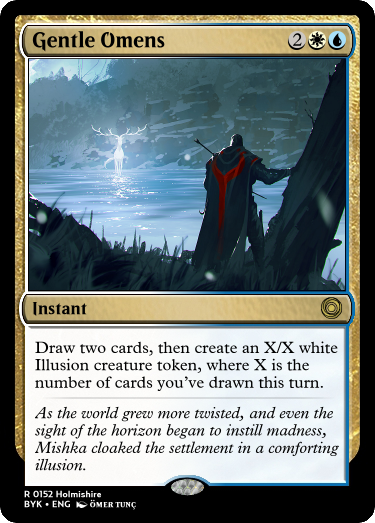 Gentle Omens 2
Instant
Draw two cards, then create an X/X white
Illusion creature token, where X is the
number of cards you've drawn this turn.
As the world grew more twisted, and even the
sight of the horizon began to instill madness,
Mishka cloaked the settlement in a comforting
illusion.
R 0152 Holmishire
BYK • ENG ÖMER TUNÇ